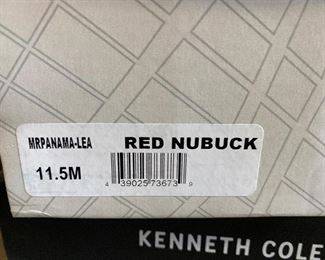 MRPANAMA-LEA RED NUBUCK
11.5M
4 39025 73673 9
KENNETH COLE